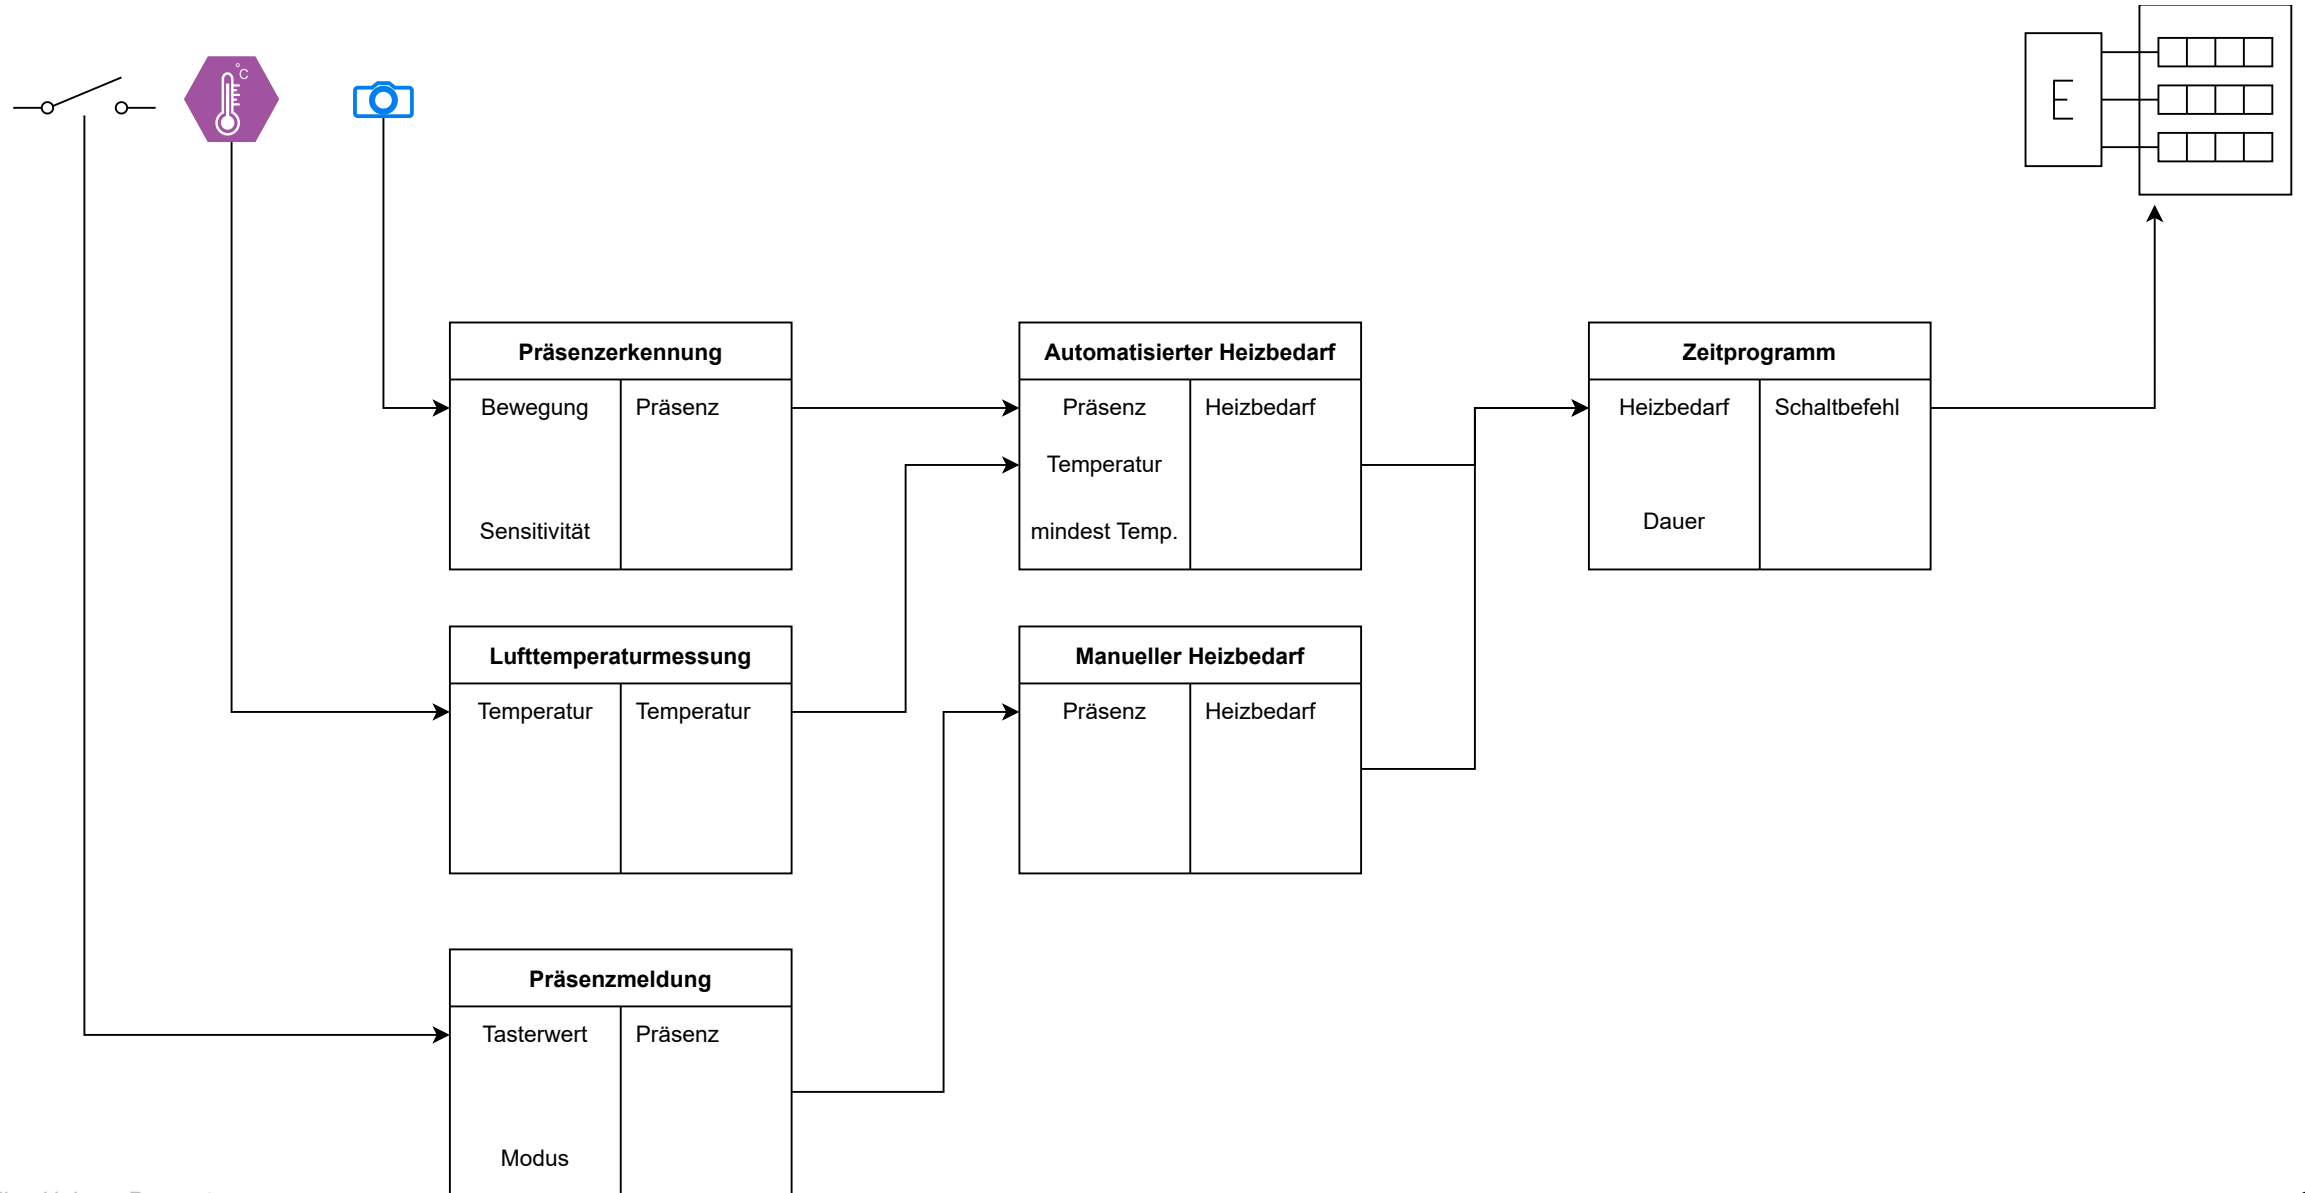 °C
E
Präsenzerkennung
Bewegung
Präsenz
Sensitivität
Automatisierter Heizbedarf
Präsenz
Heizbedarf
Temperatur
mindest Temp.
Zeitprogramm
Heizbedarf
Schaltbefehl
Dauer
Lufttemperaturmessung
Temperatur
Temperatur
Manueller Heizbedarf
Präsenz
Heizbedarf
Präsenzmeldung
Tasterwert
Präsenz
Modus